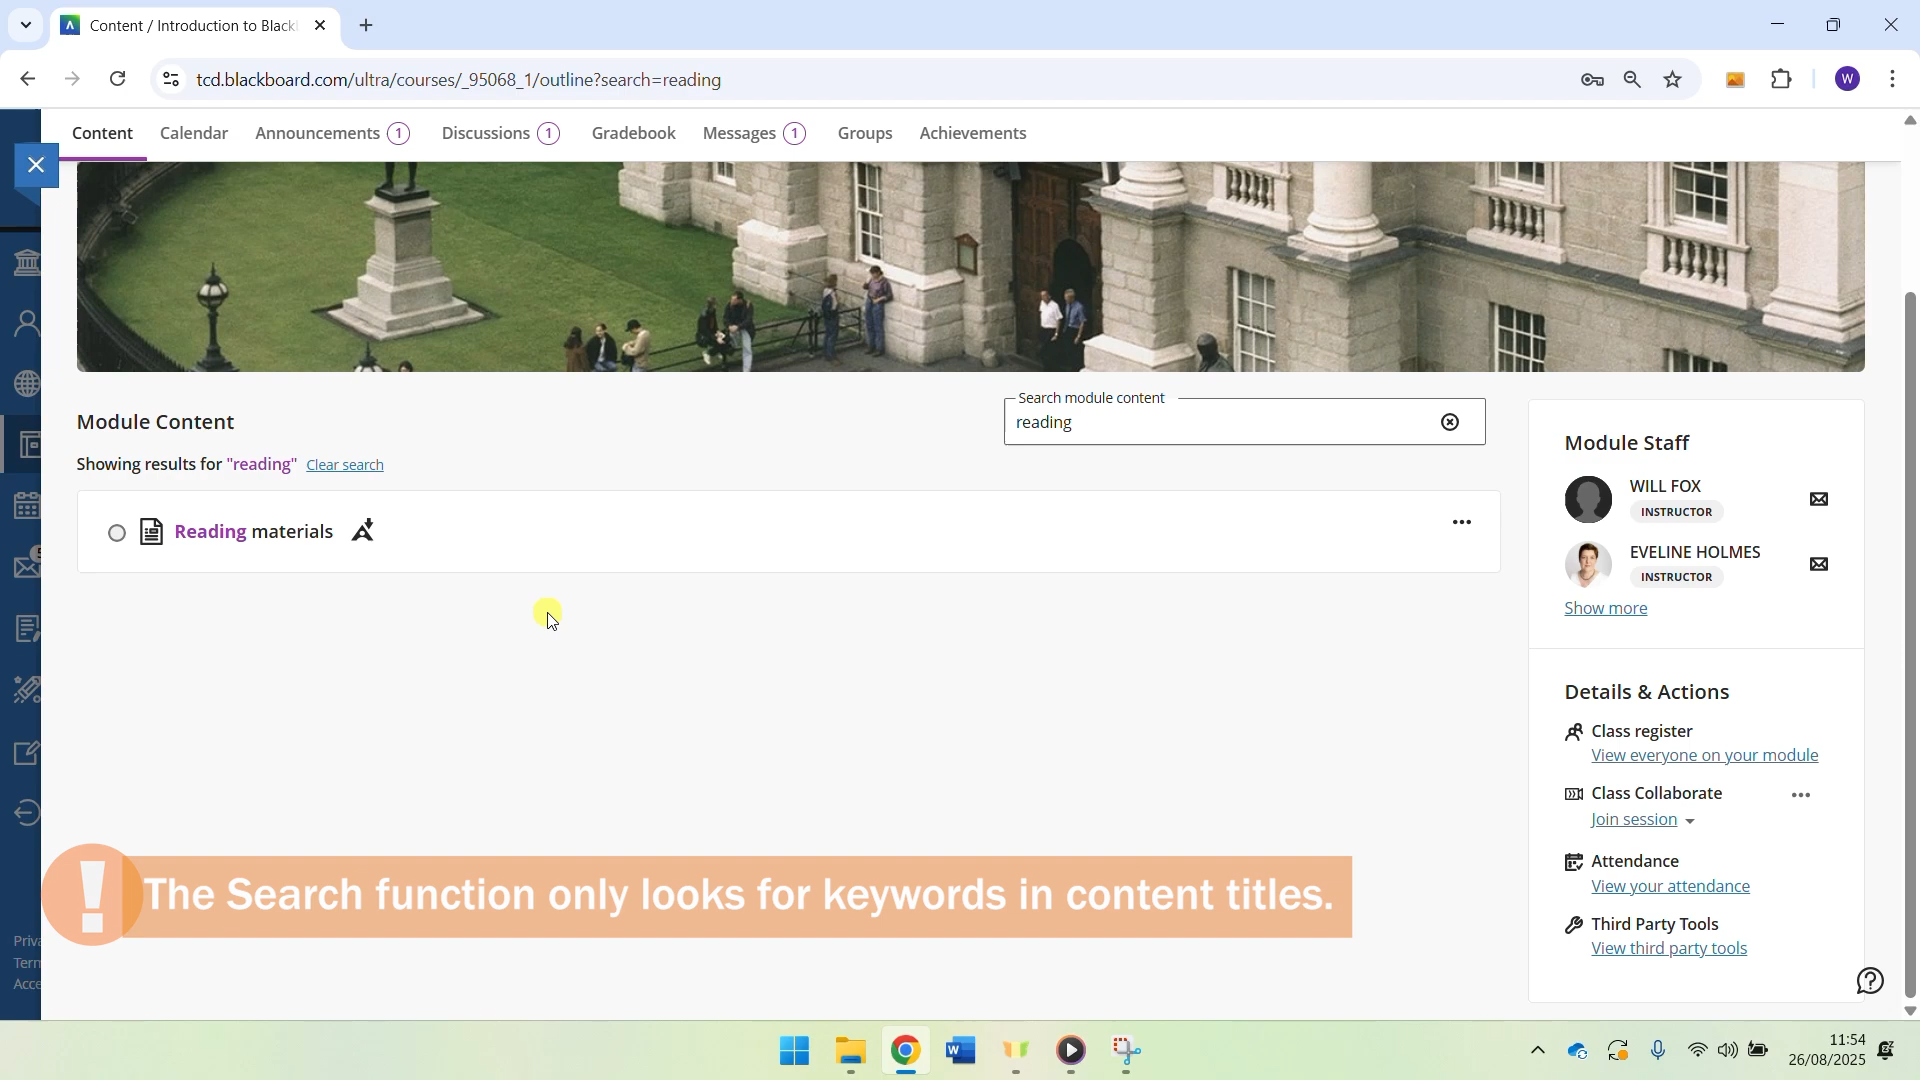 Content / Introduction to Black
tcd.blackboard.com/ultra/courses/_95068_1/outline?search=reading
W
Content
Calendar
Announcements 1
Discussions 1
Gradebook
Messages 1
Groups
Achievements
Search module content
reading
Module Content
Showing results for "reading" Clear search
Reading materials
Module Staff
WILL FOX
INSTRUCTOR
EVELINE HOLMES
INSTRUCTOR
Show more
Details & Actions
Class register
View everyone on your module
Class Collaborate
Join session
Attendance
View your attendance
Third Party Tools
View third party tools
! The Search function only looks for keywords in content titles.
Priva
Term
Acce
11:54
26/08/2025